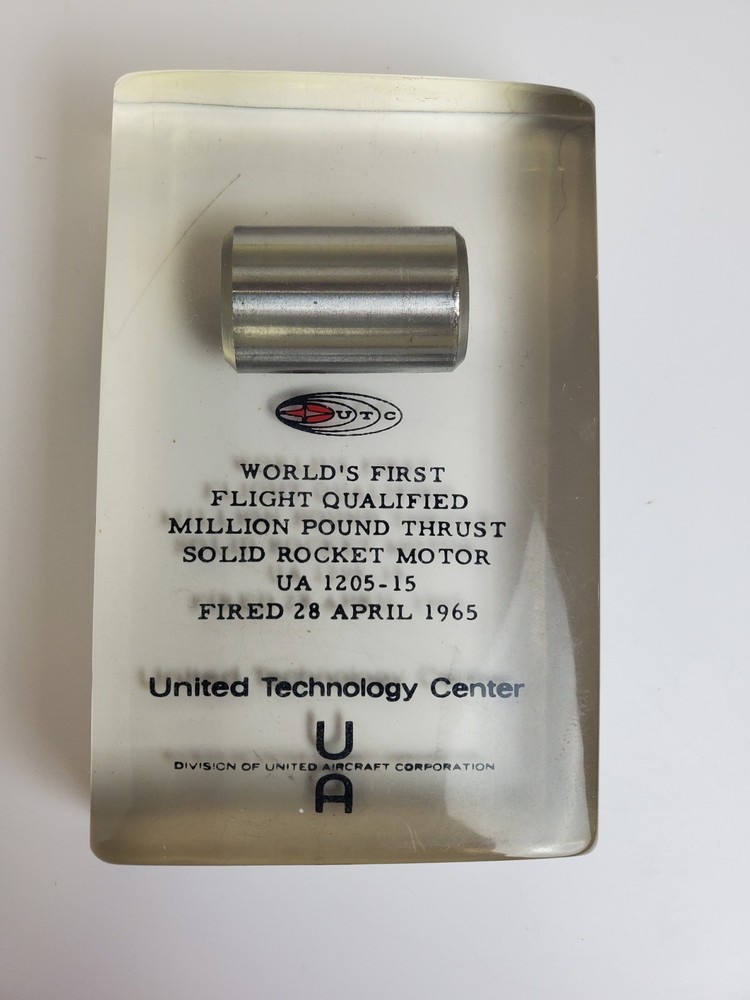 UTC
WORLD'S FIRST
FLIGHT QUALIFIED
MILLION POUND THRUST
SOLID ROCKET MOTOR
UA 1205-15
FIRED 28 APRIL 1965
United Technology Center
U
DIVISION OF UNITED AIRCRAFT CORPORATION
A